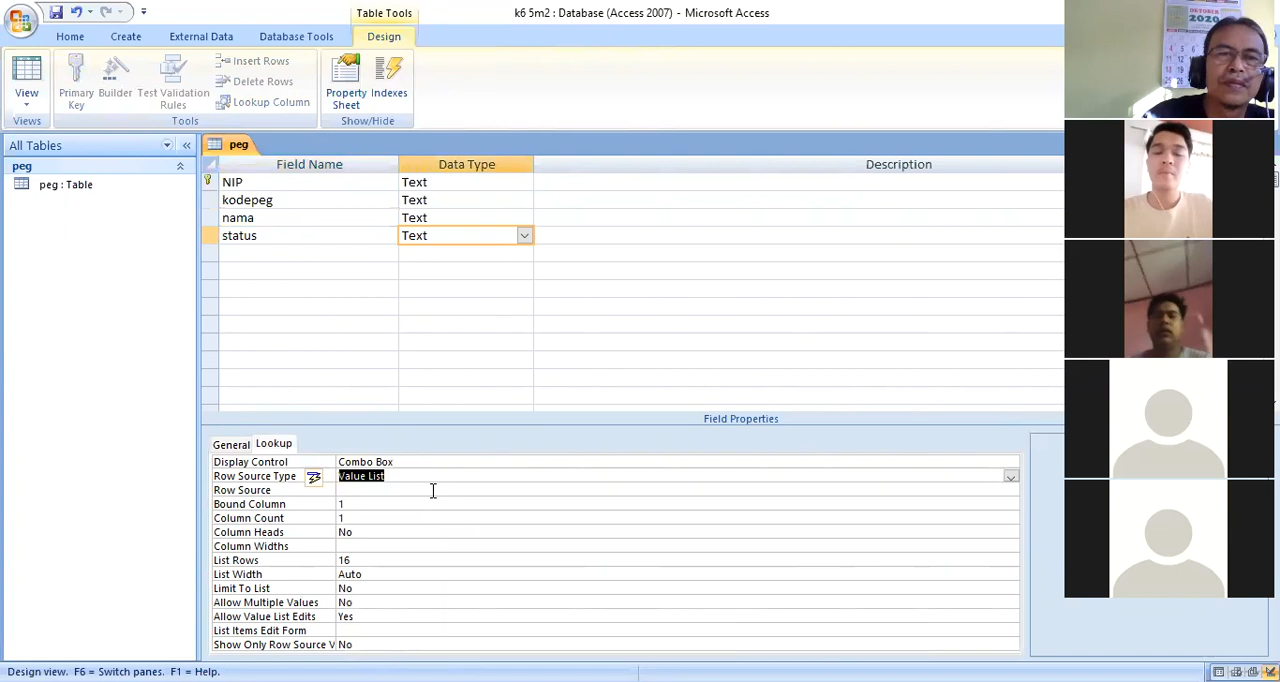 Table Tools
k6 5m2 : Database (Access 2007) - Microsoft Access
Home
Create
External Data
Database Tools
Design
View
Primary Key
Builder
Test Validation Rules
Insert Rows
Delete Rows
Lookup Column
Property Sheet
Indexes
Views
Tools
Show/Hide
All Tables
peg
peg : Table
peg
Field Name Data Type Description
NIP Text
kodepeg Text
nama Text
status Text
Field Properties
General Lookup
Display Control Combo Box
Row Source Type Value List
Row Source
Bound Column 1
Column Count 1
Column Heads No
Column Widths
List Rows 16
List Width Auto
Limit To List No
Allow Multiple Values No
Allow Value List Edits Yes
List Items Edit Form
Show Only Row Source V No
Design view. F6 = Switch panes. F1 = Help.
OKTOBER
2020